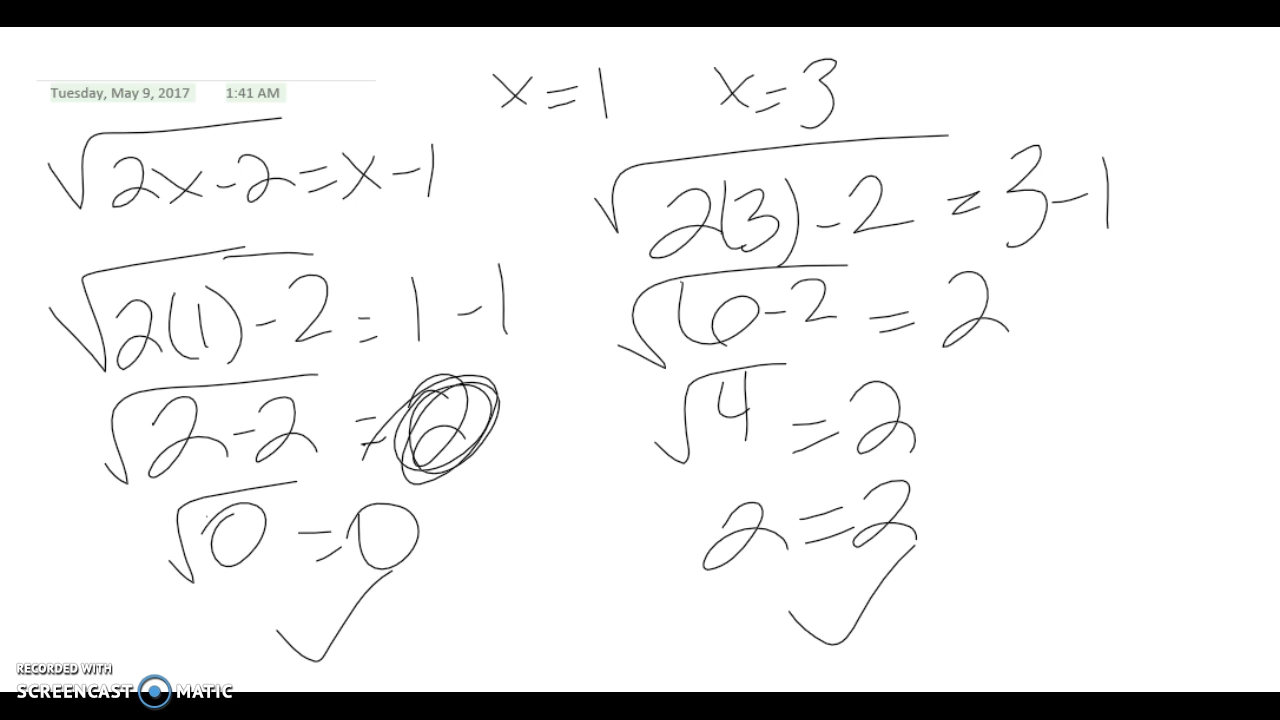 Tuesday, May 9, 2017 1:41 AM
x=1 x=3
√2x-2=x-1
√2(1)-2=1-1
√2-2=0
√0=0
√2(3)-2=3-1
√6-2=2
√4=2
2=2
RECORDED WITH
SCREENCAST MATIC